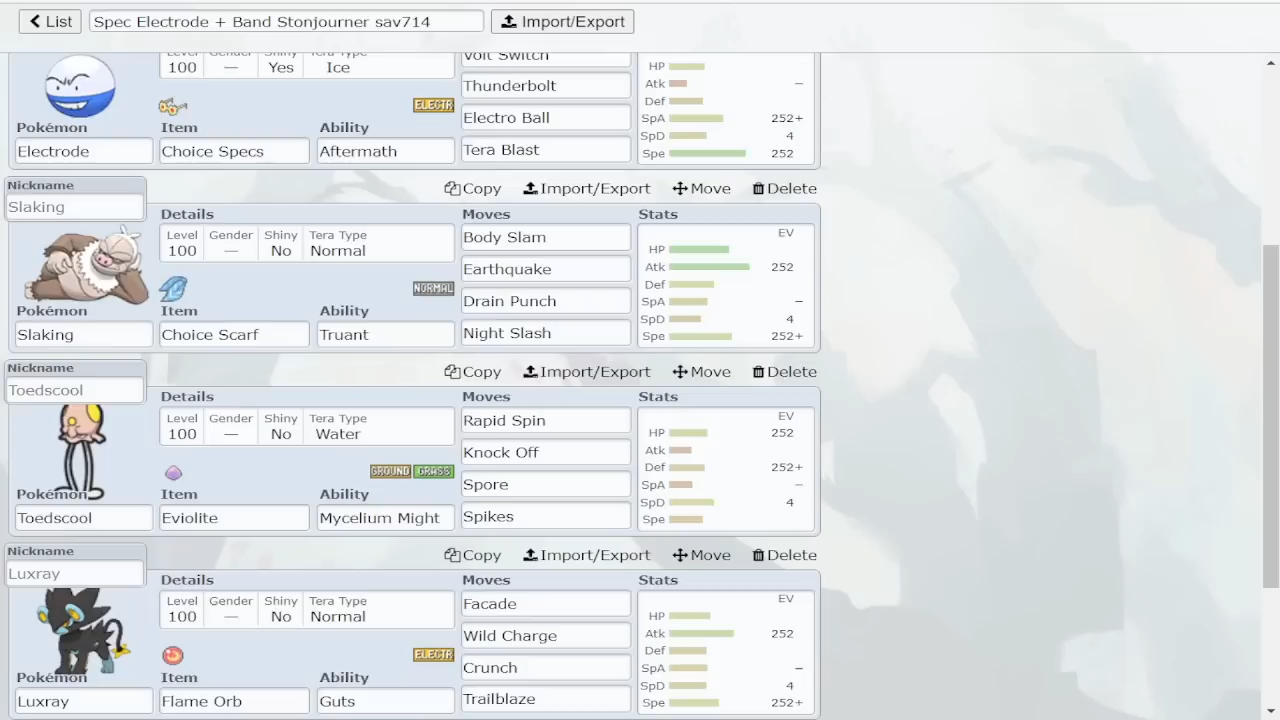 List
Spec Electrode + Band Stonjourner sav714
Import/Export
Level Gender Shiny Tera Type
100 — Yes Ice
ELECTR
Pokémon Item Ability
Electrode Choice Specs Aftermath
Volt Switch
Thunderbolt
Electro Ball
Tera Blast
HP
Atk –
Def
SpA 252+
SpD 4
Spe 252
Copy Import/Export Move Delete
Nickname
Slaking
Details
Level Gender Shiny Tera Type
100 — No Normal
NORMAL
Pokémon Item Ability
Slaking Choice Scarf Truant
Moves
Body Slam
Earthquake
Drain Punch
Night Slash
Stats
EV
HP
Atk 252
Def
SpA –
SpD 4
Spe 252+
Copy Import/Export Move Delete
Nickname
Toedscool
Details
Level Gender Shiny Tera Type
100 — No Water
GROUND GRASS
Pokémon Item Ability
Toedscool Eviolite Mycelium Might
Moves
Rapid Spin
Knock Off
Spore
Spikes
Stats
EV
HP 252
Atk
Def 252+
SpA –
SpD 4
Spe
Copy Import/Export Move Delete
Nickname
Luxray
Details
Level Gender Shiny Tera Type
100 — No Normal
ELECTR
Pokémon Item Ability
Luxray Flame Orb Guts
Moves
Facade
Wild Charge
Crunch
Trailblaze
Stats
EV
HP
Atk 252
Def
SpA –
SpD 4
Spe 252+